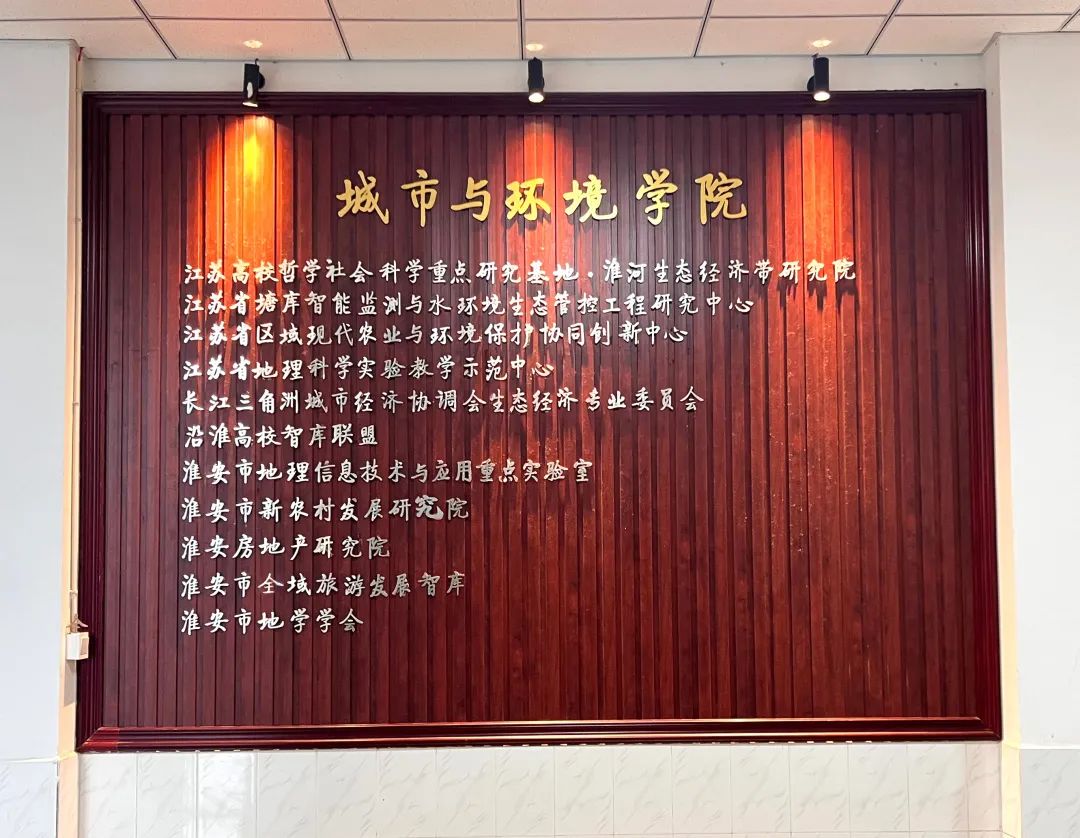 城市与环境学院
江苏高校哲学社会科学重点研究基地·淮河生态经济带研究院
江苏省塘库智能监测与水环境生态管控工程研究中心
江苏省区域现代农业与环境保护协同创新中心
江苏省地理科学实验教学示范中心
长江三角洲城市经济协调会生态经济专业委员会
沿淮高校智库联盟
淮安市地理信息技术与应用重点实验室
淮安市新农村发展研究院
淮安房地产研究院
淮安市全域旅游发展智库
淮安市地学学会